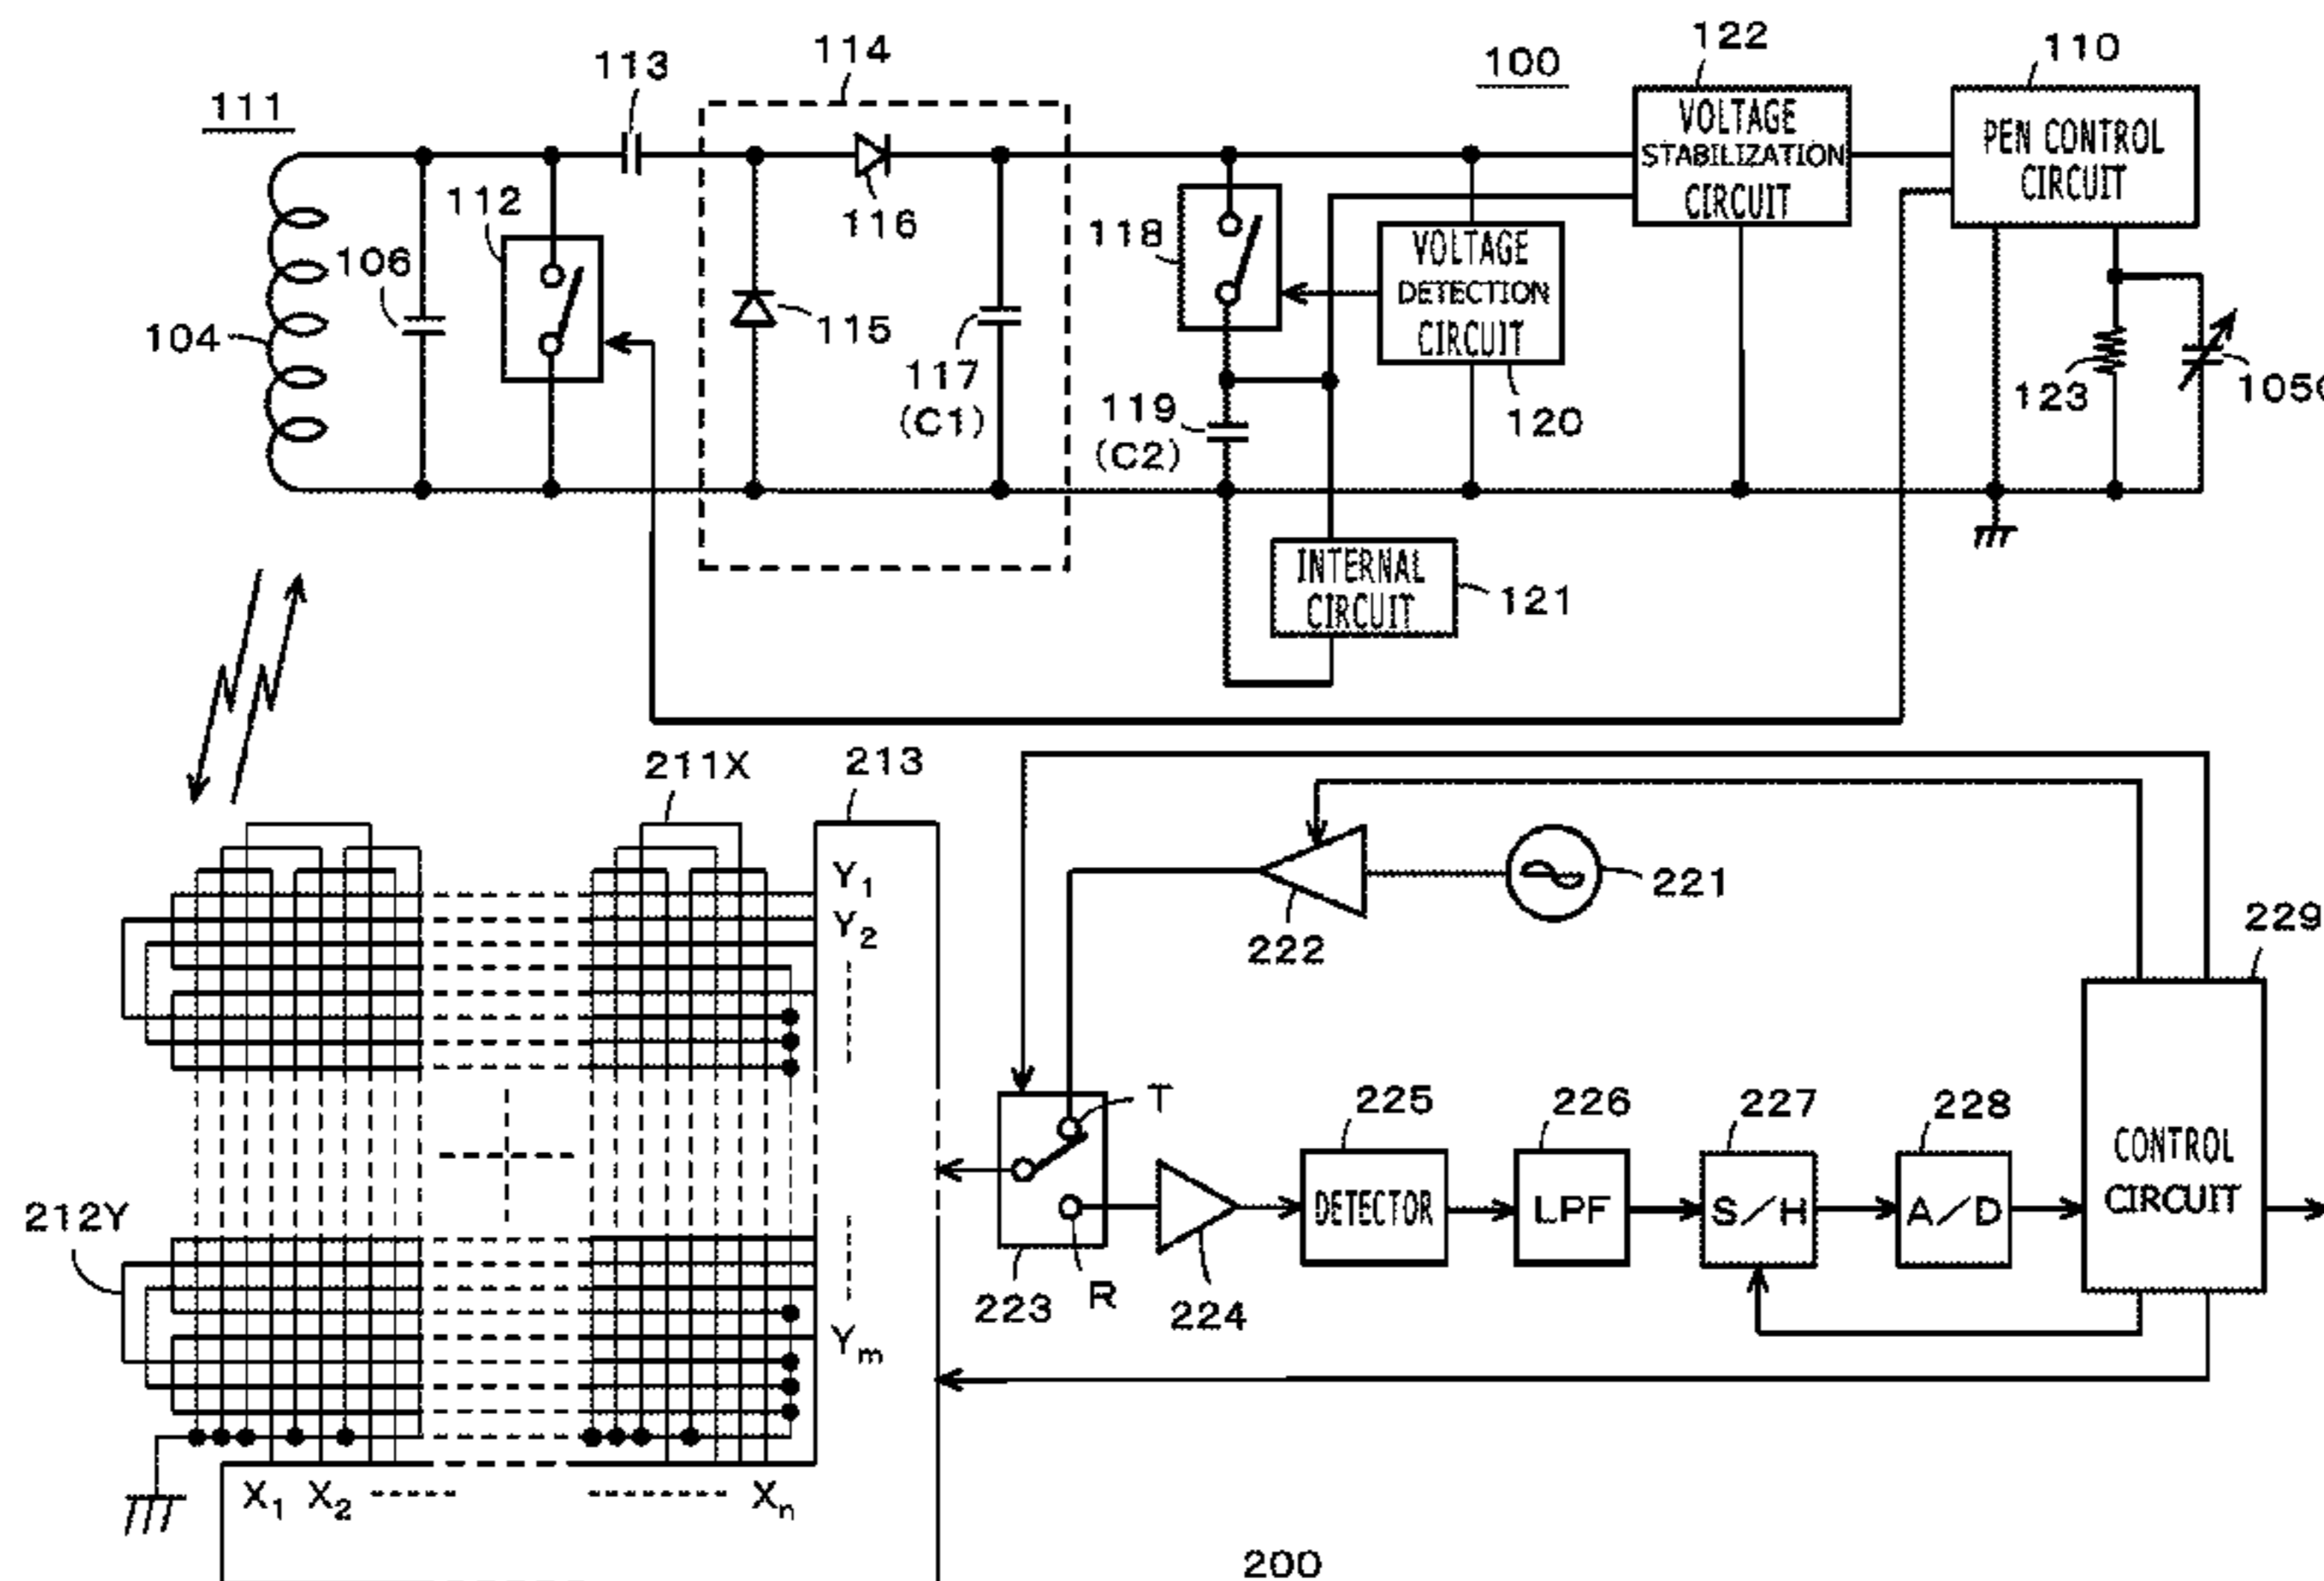 122
110
113
114
100
111
VOLTAGE
STABILIZATION
CIRCUIT
PEN CONTROL
CIRCUIT
112
116
118
VOLTAGE
DETECTION
CIRCUIT
106
104
115
117
(C1)
119
(C2)
120
123
INTERNAL
CIRCUIT
121
211X
213
Y1
Y2
221
222
229
T
225
226
227
228
CONTROL
CIRCUIT
DETECTOR
LPF
S/H
A/D
212Y
223
R
224
Ym
X1
X2
Xn
200